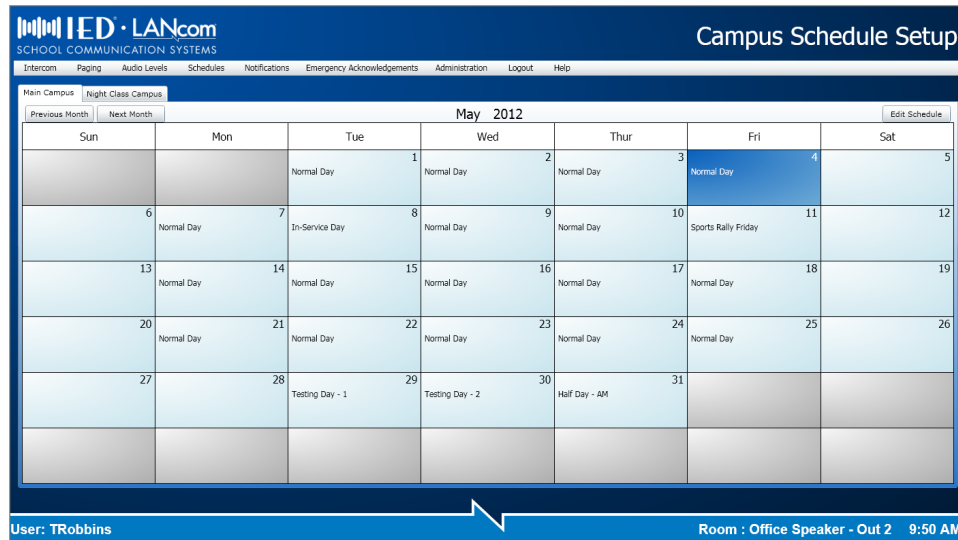 IED · LANcom
SCHOOL COMMUNICATION SYSTEMS
Campus Schedule Setup
Intercom Paging Audio Levels Schedules Notifications Emergency Acknowledgements Administration Logout Help
Main Campus Night Class Campus
Previous Month Next Month May 2012 Edit Schedule
Sun Mon Tue Wed Thur Fri Sat
1 2 3 4 5
Normal Day Normal Day Normal Day Normal Day
6 7 8 9 10 11 12
Normal Day In-Service Day Normal Day Normal Day Sports Rally Friday
13 14 15 16 17 18 19
Normal Day Normal Day Normal Day Normal Day Normal Day
20 21 22 23 24 25 26
Normal Day Normal Day Normal Day Normal Day Normal Day
27 28 29 30 31
Testing Day - 1 Testing Day - 2 Half Day - AM
User: TRobbins Room : Office Speaker - Out 2 9:50 AM